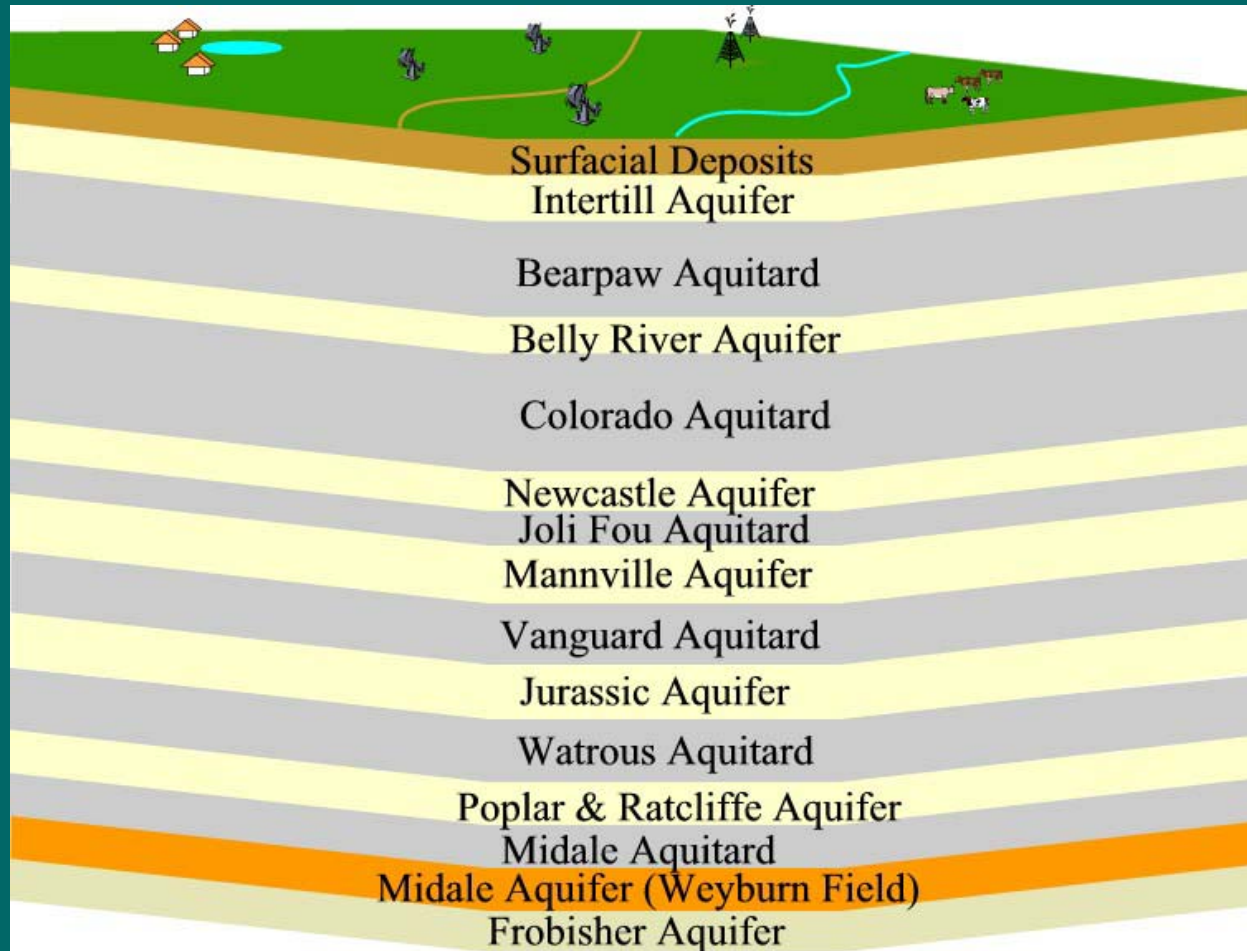 Surfacial Deposits
Intertill Aquifer
Bearpaw Aquitard
Belly River Aquifer
Colorado Aquitard
Newcastle Aquifer
Joli Fou Aquitard
Mannville Aquifer
Vanguard Aquitard
Jurassic Aquifer
Watrous Aquitard
Poplar & Ratcliffe Aquifer
Midale Aquitard
Midale Aquifer (Weyburn Field)
Frobisher Aquifer